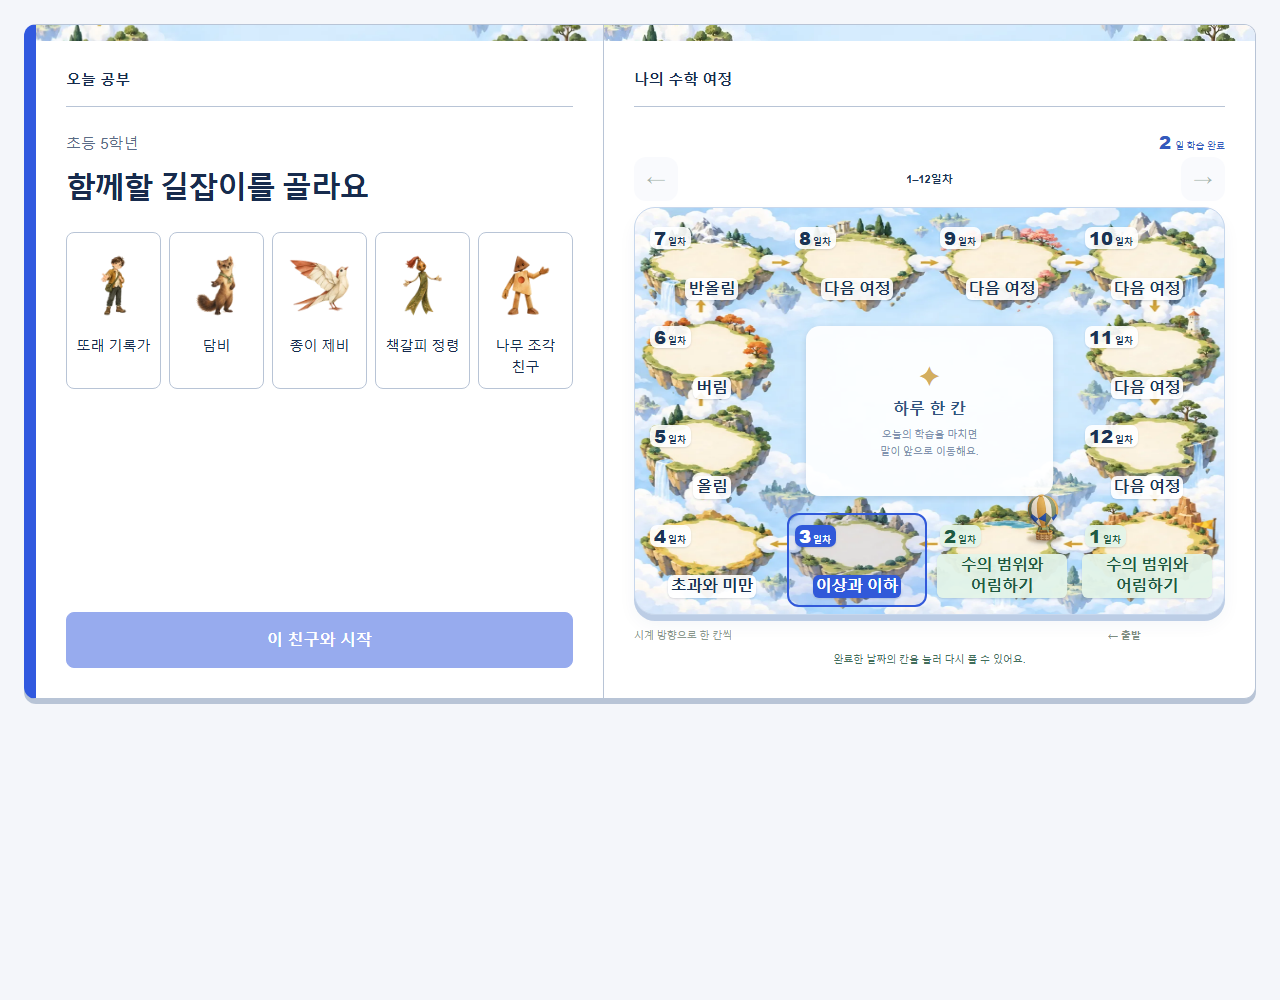 오늘 공부
초등 5학년
함께할 길잡이를 골라요
또래 기록가
담비
종이 제비
책갈피 정령
나무 조각
친구
이 친구와 시작
나의 수학 여정
2 일 학습 완료
←
1–12일차
→
7 일차
반올림
8 일차
다음 여정
9 일차
다음 여정
10 일차
다음 여정
6 일차
버림
11 일차
다음 여정
하루 한 칸
오늘의 학습을 마치면
말이 앞으로 이동해요.
5 일차
올림
12 일차
다음 여정
4 일차
초과와 미만
3 일차
이상과 이하
2 일차
수의 범위와
어림하기
1 일차
수의 범위와
어림하기
시계 방향으로 한 칸씩
← 출발
완료한 날짜의 칸을 눌러 다시 풀 수 있어요.